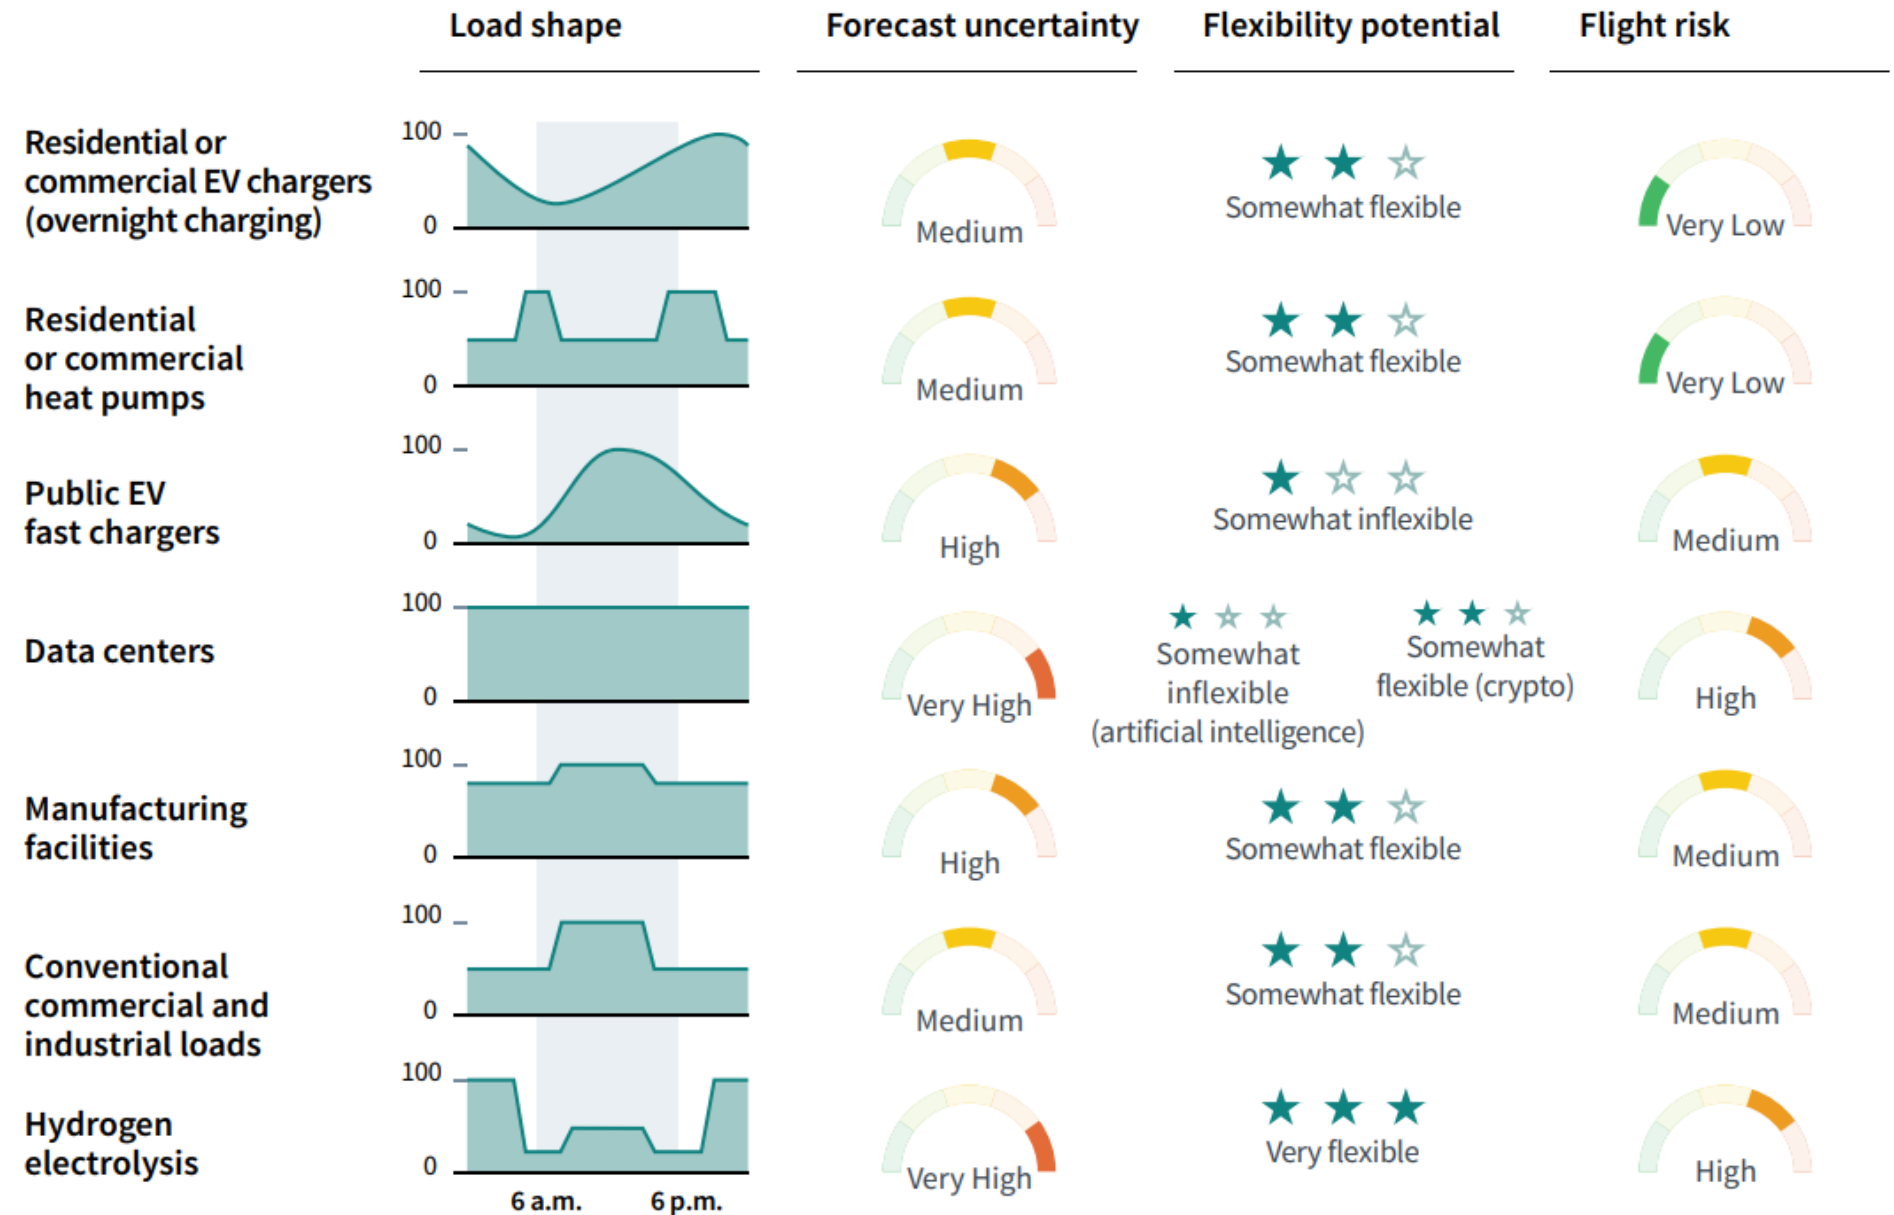 Load shape
Forecast uncertainty
Flexibility potential
Flight risk
Residential or
commercial EV chargers
(overnight charging)
100
0
Medium
Somewhat flexible
Very Low
Residential
or commercial
heat pumps
100
0
Medium
Somewhat flexible
Very Low
Public EV
fast chargers
100
0
High
Somewhat inflexible
Medium
Data centers
100
0
Very High
Somewhat
inflexible
(artificial intelligence)
Somewhat
flexible (crypto)
High
Manufacturing
facilities
100
0
High
Somewhat flexible
Medium
Conventional
commercial and
industrial loads
100
0
Medium
Somewhat flexible
Medium
Hydrogen
electrolysis
100
0
Very High
Very flexible
High
6 a.m.
6 p.m.